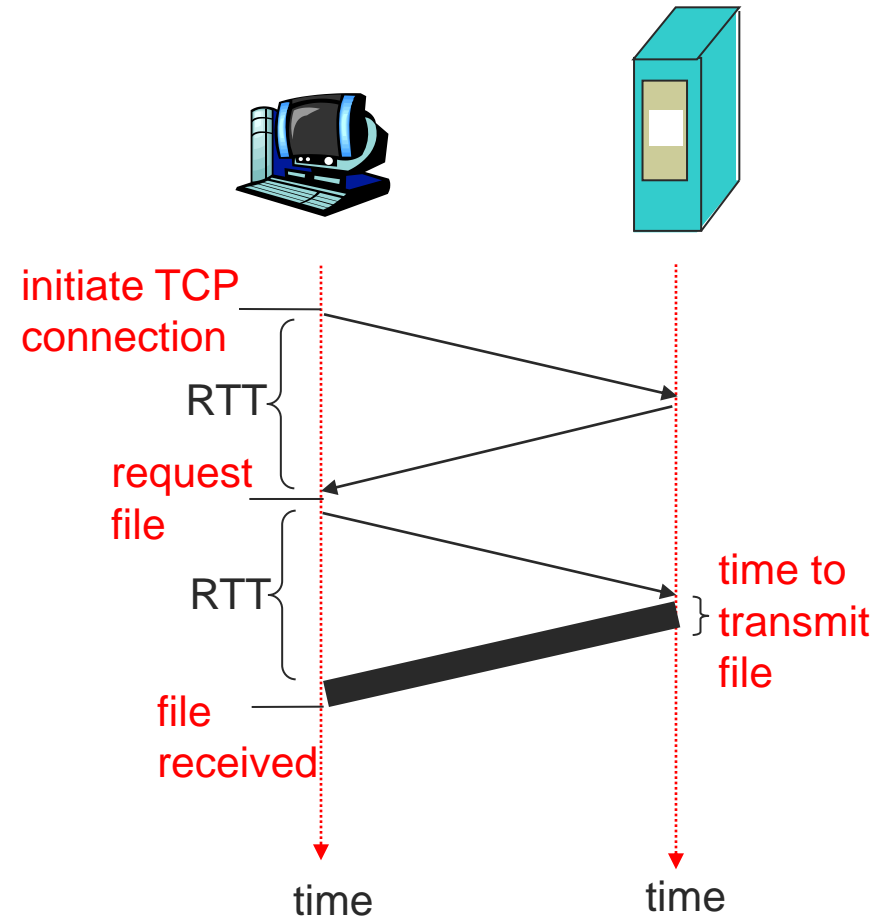 initiate TCP
connection
RTT
request
file
RTT
time to
transmit
file
file
received
time
time